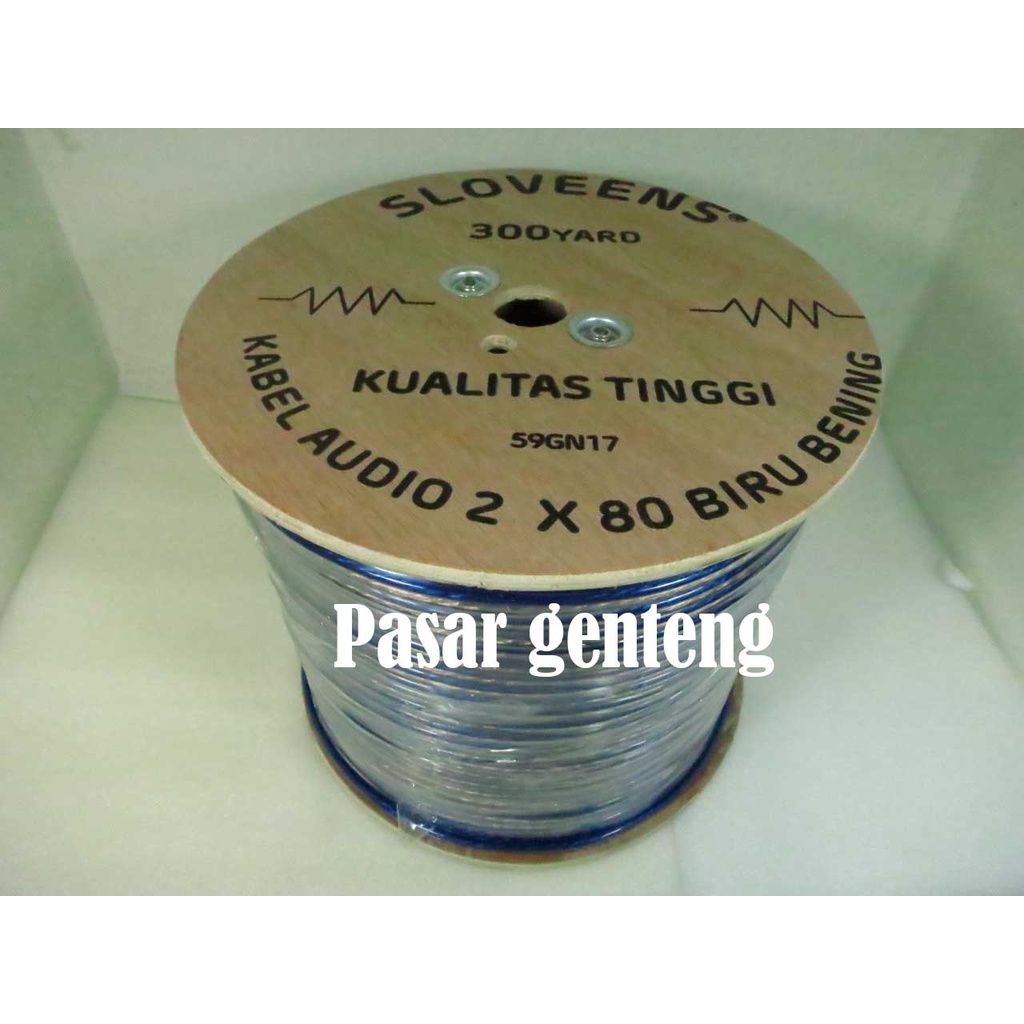 SLOVEENS®
300YARD
KUALITAS TINGGI
59GN17
KABEL AUDIO 2 X 80 BIRU BENING
Pasar genteng